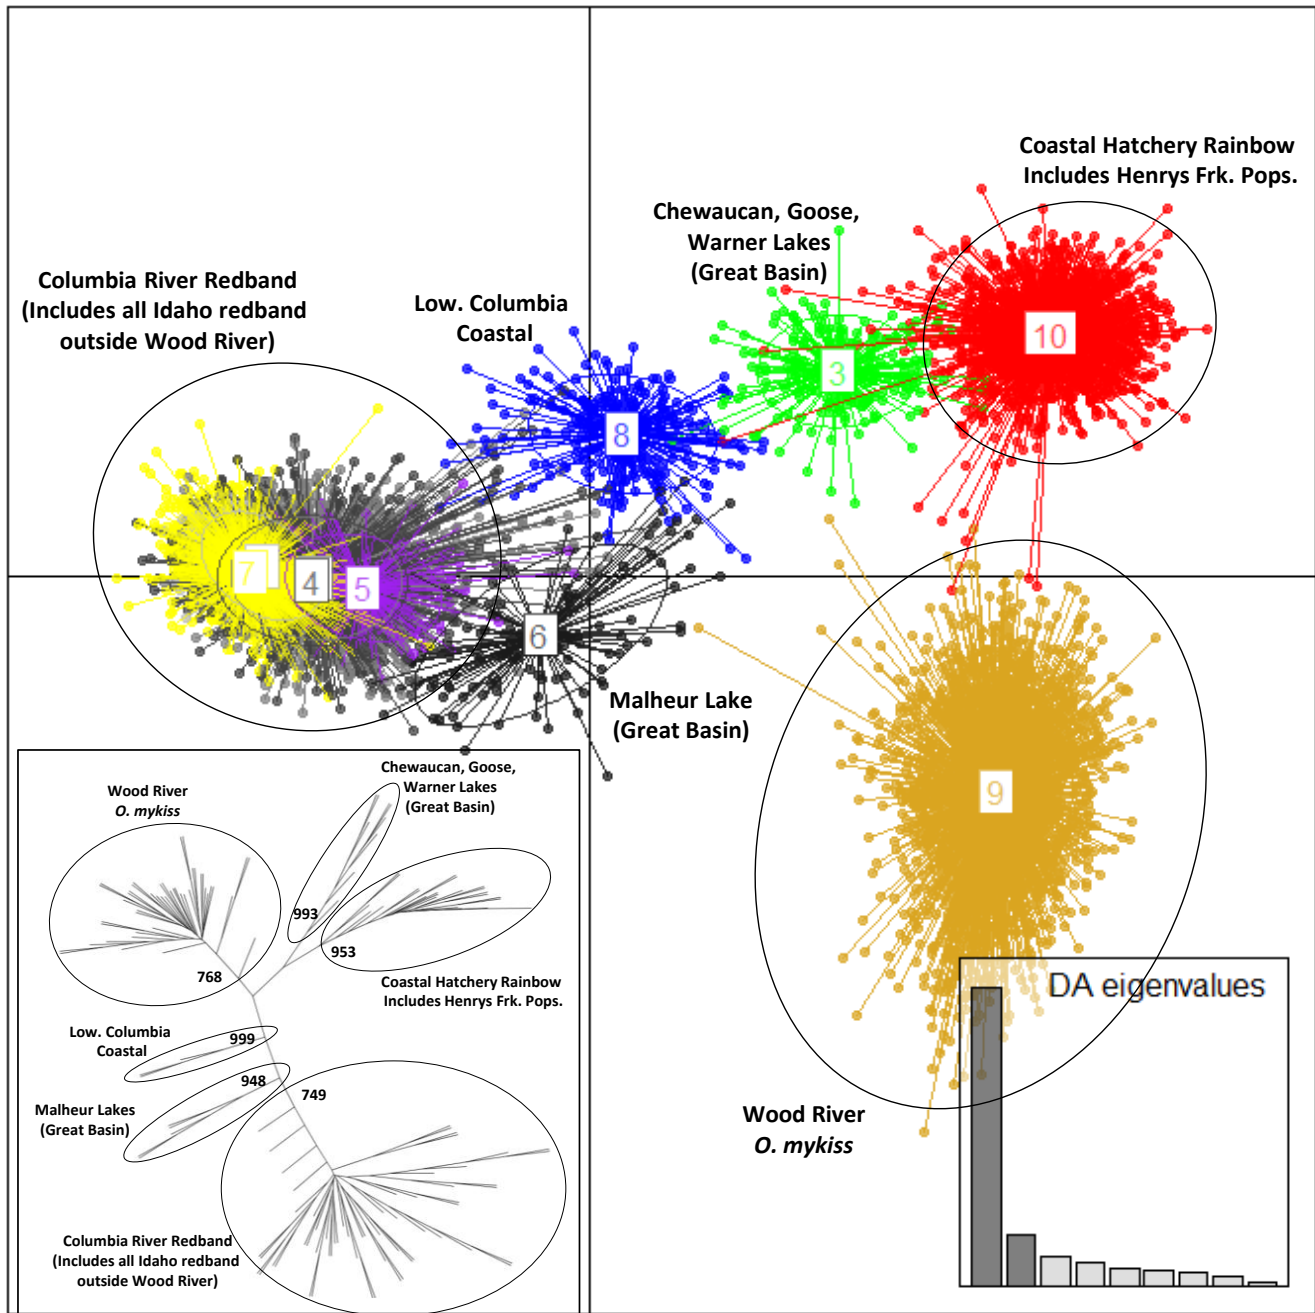 Coastal Hatchery Rainbow
Includes Henrys Frk. Pops.
Chewaucan, Goose,
Warner Lakes
(Great Basin)
Columbia River Redband
(Includes all Idaho redband
outside Wood River)
Low. Columbia
Coastal
10
3
8
7
4
5
6
Malheur Lake
(Great Basin)
9
Wood River
O. mykiss
DA eigenvalues
Chewaucan, Goose,
Warner Lakes
(Great Basin)
Wood River
O. mykiss
993
953
768
Coastal Hatchery Rainbow
Includes Henrys Frk. Pops.
Low. Columbia
Coastal
999
948
749
Malheur Lakes
(Great Basin)
Columbia River Redband
(Includes all Idaho redband
outside Wood River)